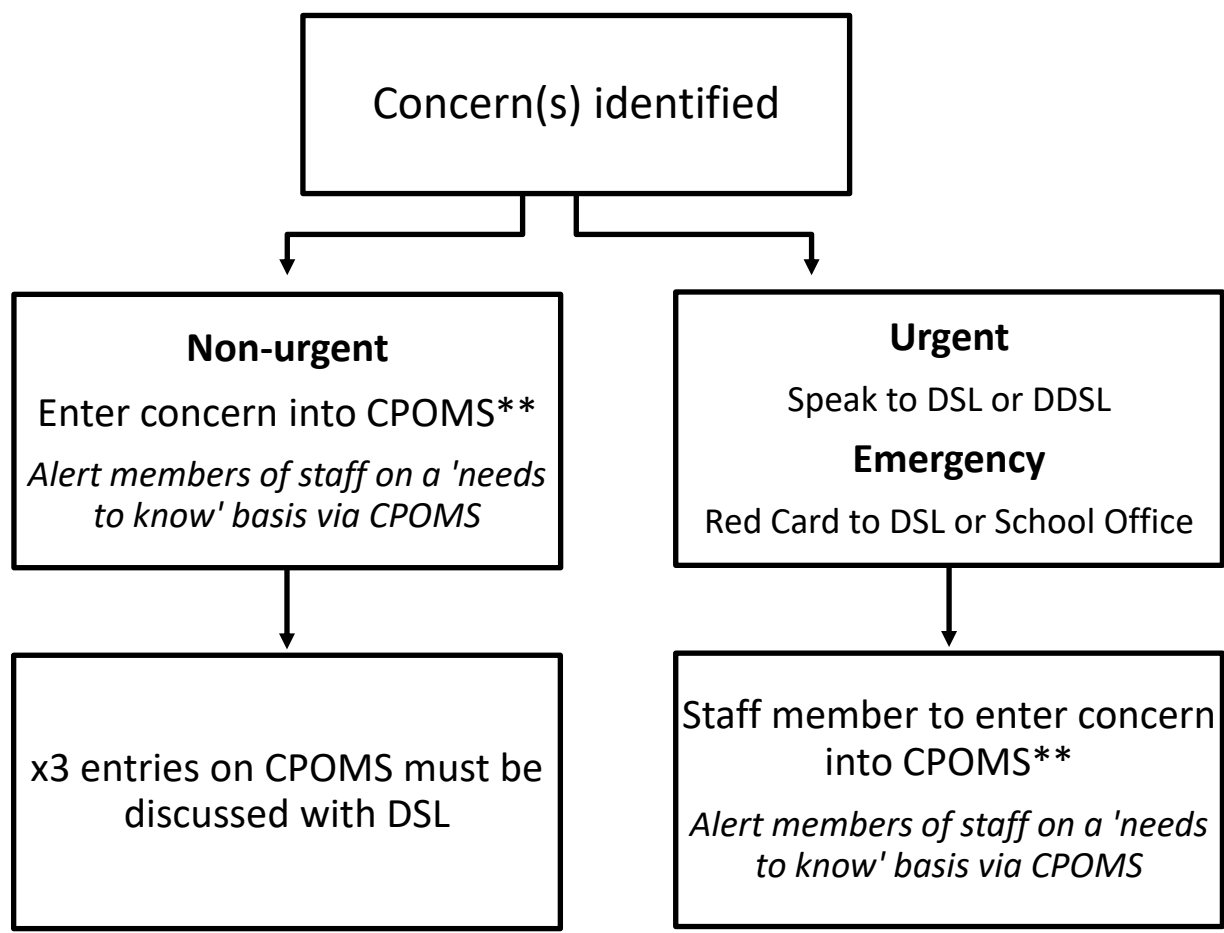 Concern(s) identified
Non-urgent
Enter concern into CPOMS**
Alert members of staff on a 'needs
to know' basis via CPOMS
Urgent
Speak to DSL or DDSL
Emergency
Red Card to DSL or School Office
x3 entries on CPOMS must be
discussed with DSL
Staff member to enter concern
into CPOMS**
Alert members of staff on a 'needs
to know' basis via CPOMS